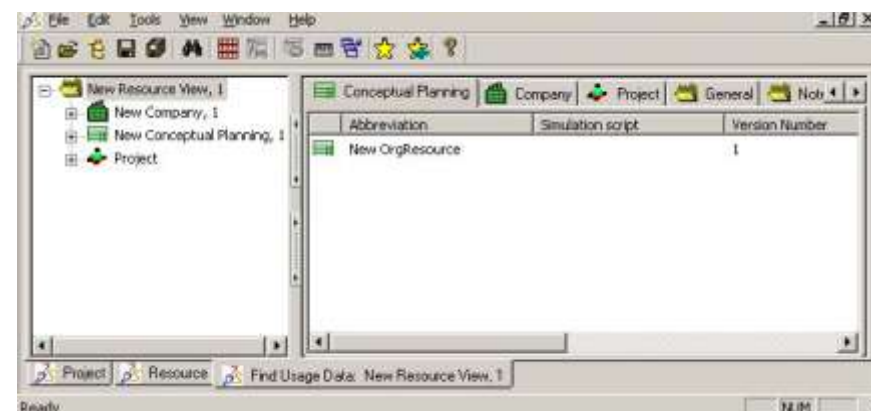 File Edit Tools View Window Help
New Resource View, 1
New Company, 1
New Conceptual Planning, 1
Project
Conceptual Planning Company Project General
Abbreviation Simulation script Version Number
New OrgResource 1
Project Resource Find Usage Data: New Resource View, 1
Ready NUM